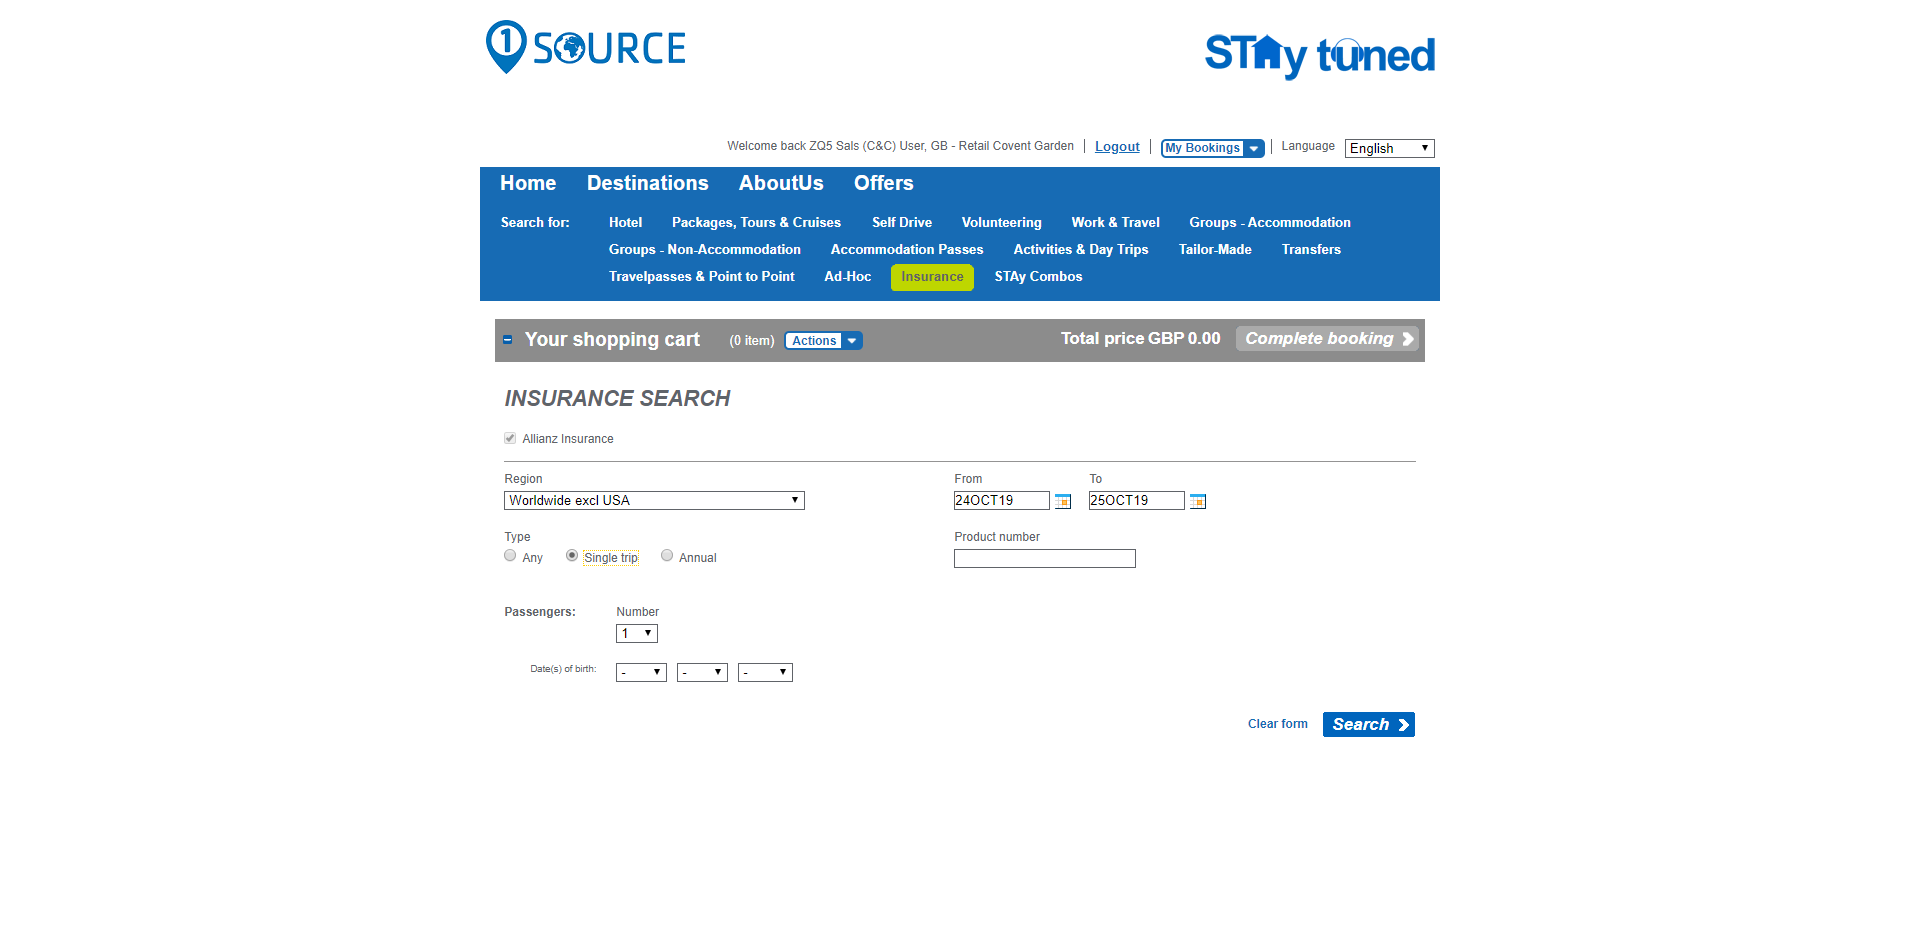 1 SOURCE
STAy tuned
Welcome back ZQ5 Sals (C&C) User, GB - Retail Covent Garden | Logout | My Bookings | Language English
Home Destinations AboutUs Offers
Search for: Hotel Packages, Tours & Cruises Self Drive Volunteering Work & Travel Groups - Accommodation
Groups - Non-Accommodation Accommodation Passes Activities & Day Trips Tailor-Made Transfers
Travelpasses & Point to Point Ad-Hoc Insurance STAy Combos
Your shopping cart (0 item) Actions Total price GBP 0.00 Complete booking
INSURANCE SEARCH
Allianz Insurance
Region From To
Worldwide excl USA 24OCT19 25OCT19
Type Product number
Any Single trip Annual
Passengers: Number
1
Date(s) of birth: - - -
Clear form Search